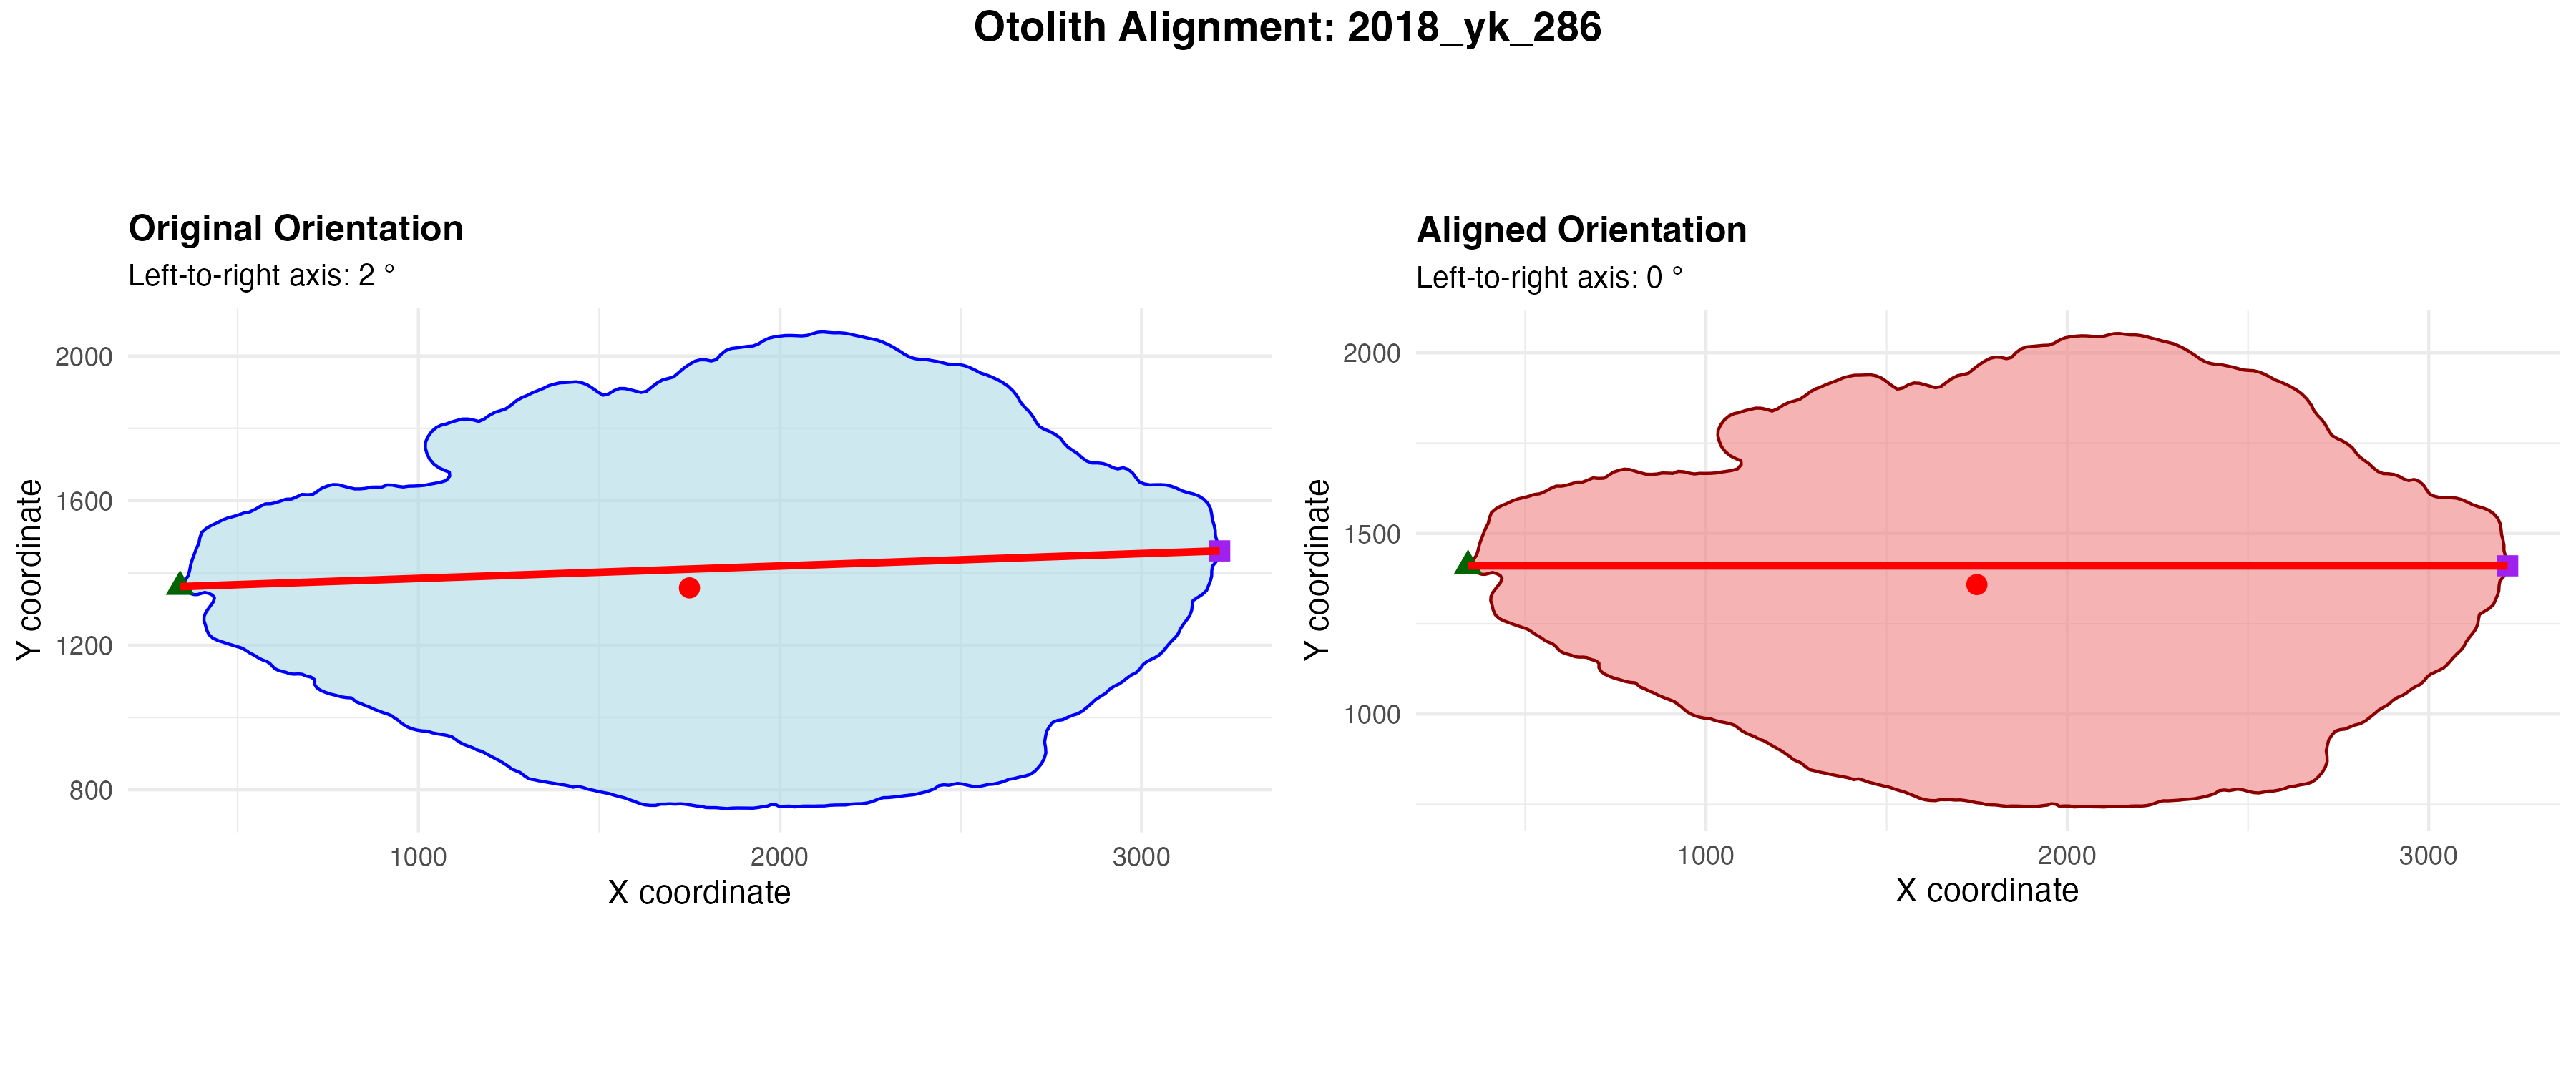 Otolith Alignment: 2018_yk_286
Original Orientation
Left-to-right axis: 2 °
2000
1600
1200
800
Y coordinate
1000
2000
3000
X coordinate
Aligned Orientation
Left-to-right axis: 0 °
2000
1500
1000
Y coordinate
1000
2000
3000
X coordinate